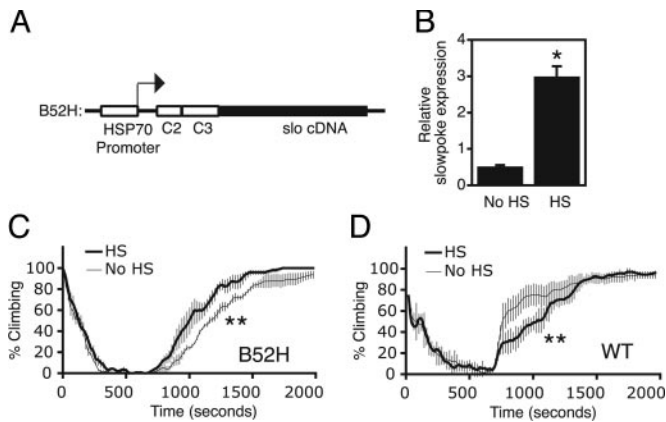 A
B52H:
HSP70
Promoter
C2
C3
slo cDNA
B
Relative
slowpoke expression
4
3
2
1
0
*
No HS
HS
C
HS
No HS
% Climbing
100
80
60
40
20
0
**
B52H
0
500
1000
1500
2000
Time (seconds)
D
HS
No HS
% Climbing
100
80
60
40
20
0
**
WT
0
500
1000
1500
2000
Time (seconds)